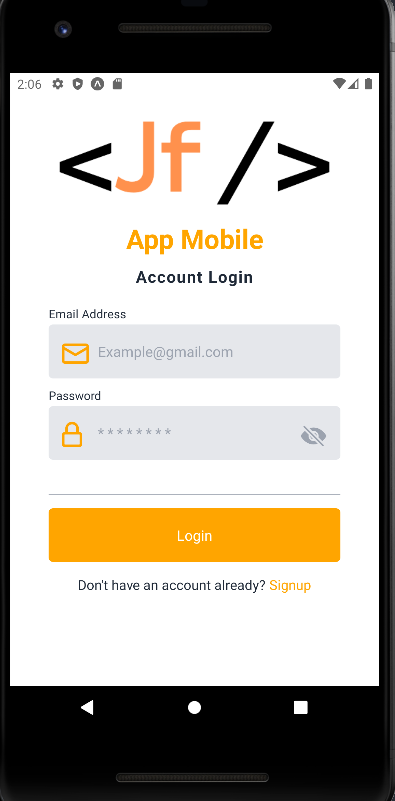 2:06
<Jf />
App Mobile
Account Login
Email Address
Example@gmail.com
Password
********
Login
Don't have an account already? Signup